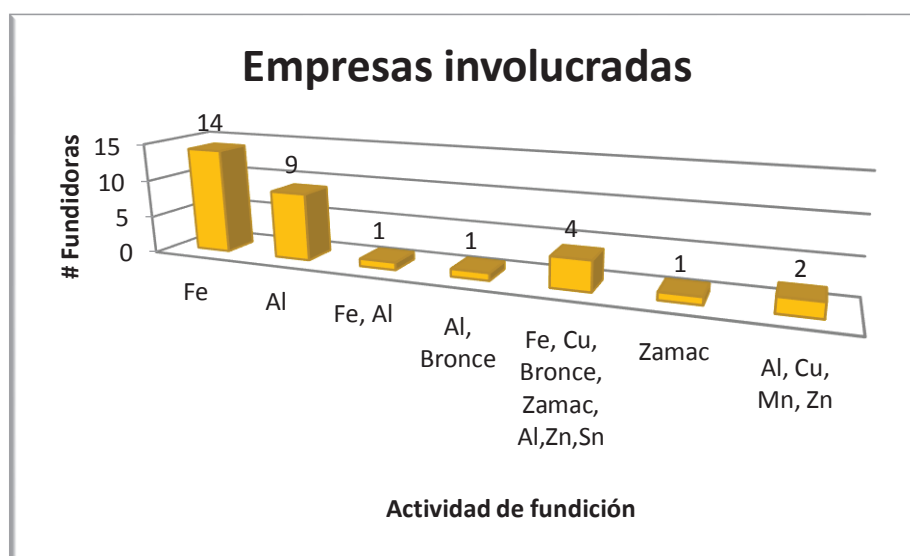 Empresas involucradas
# Fundidoras
15
10
5
0
14
9
1
1
4
1
2
Fe
Al
Fe, Al
Al,
Bronce
Fe, Cu,
Bronce,
Zamac,
Al,Zn,Sn
Zamac
Al, Cu,
Mn, Zn
Actividad de fundición